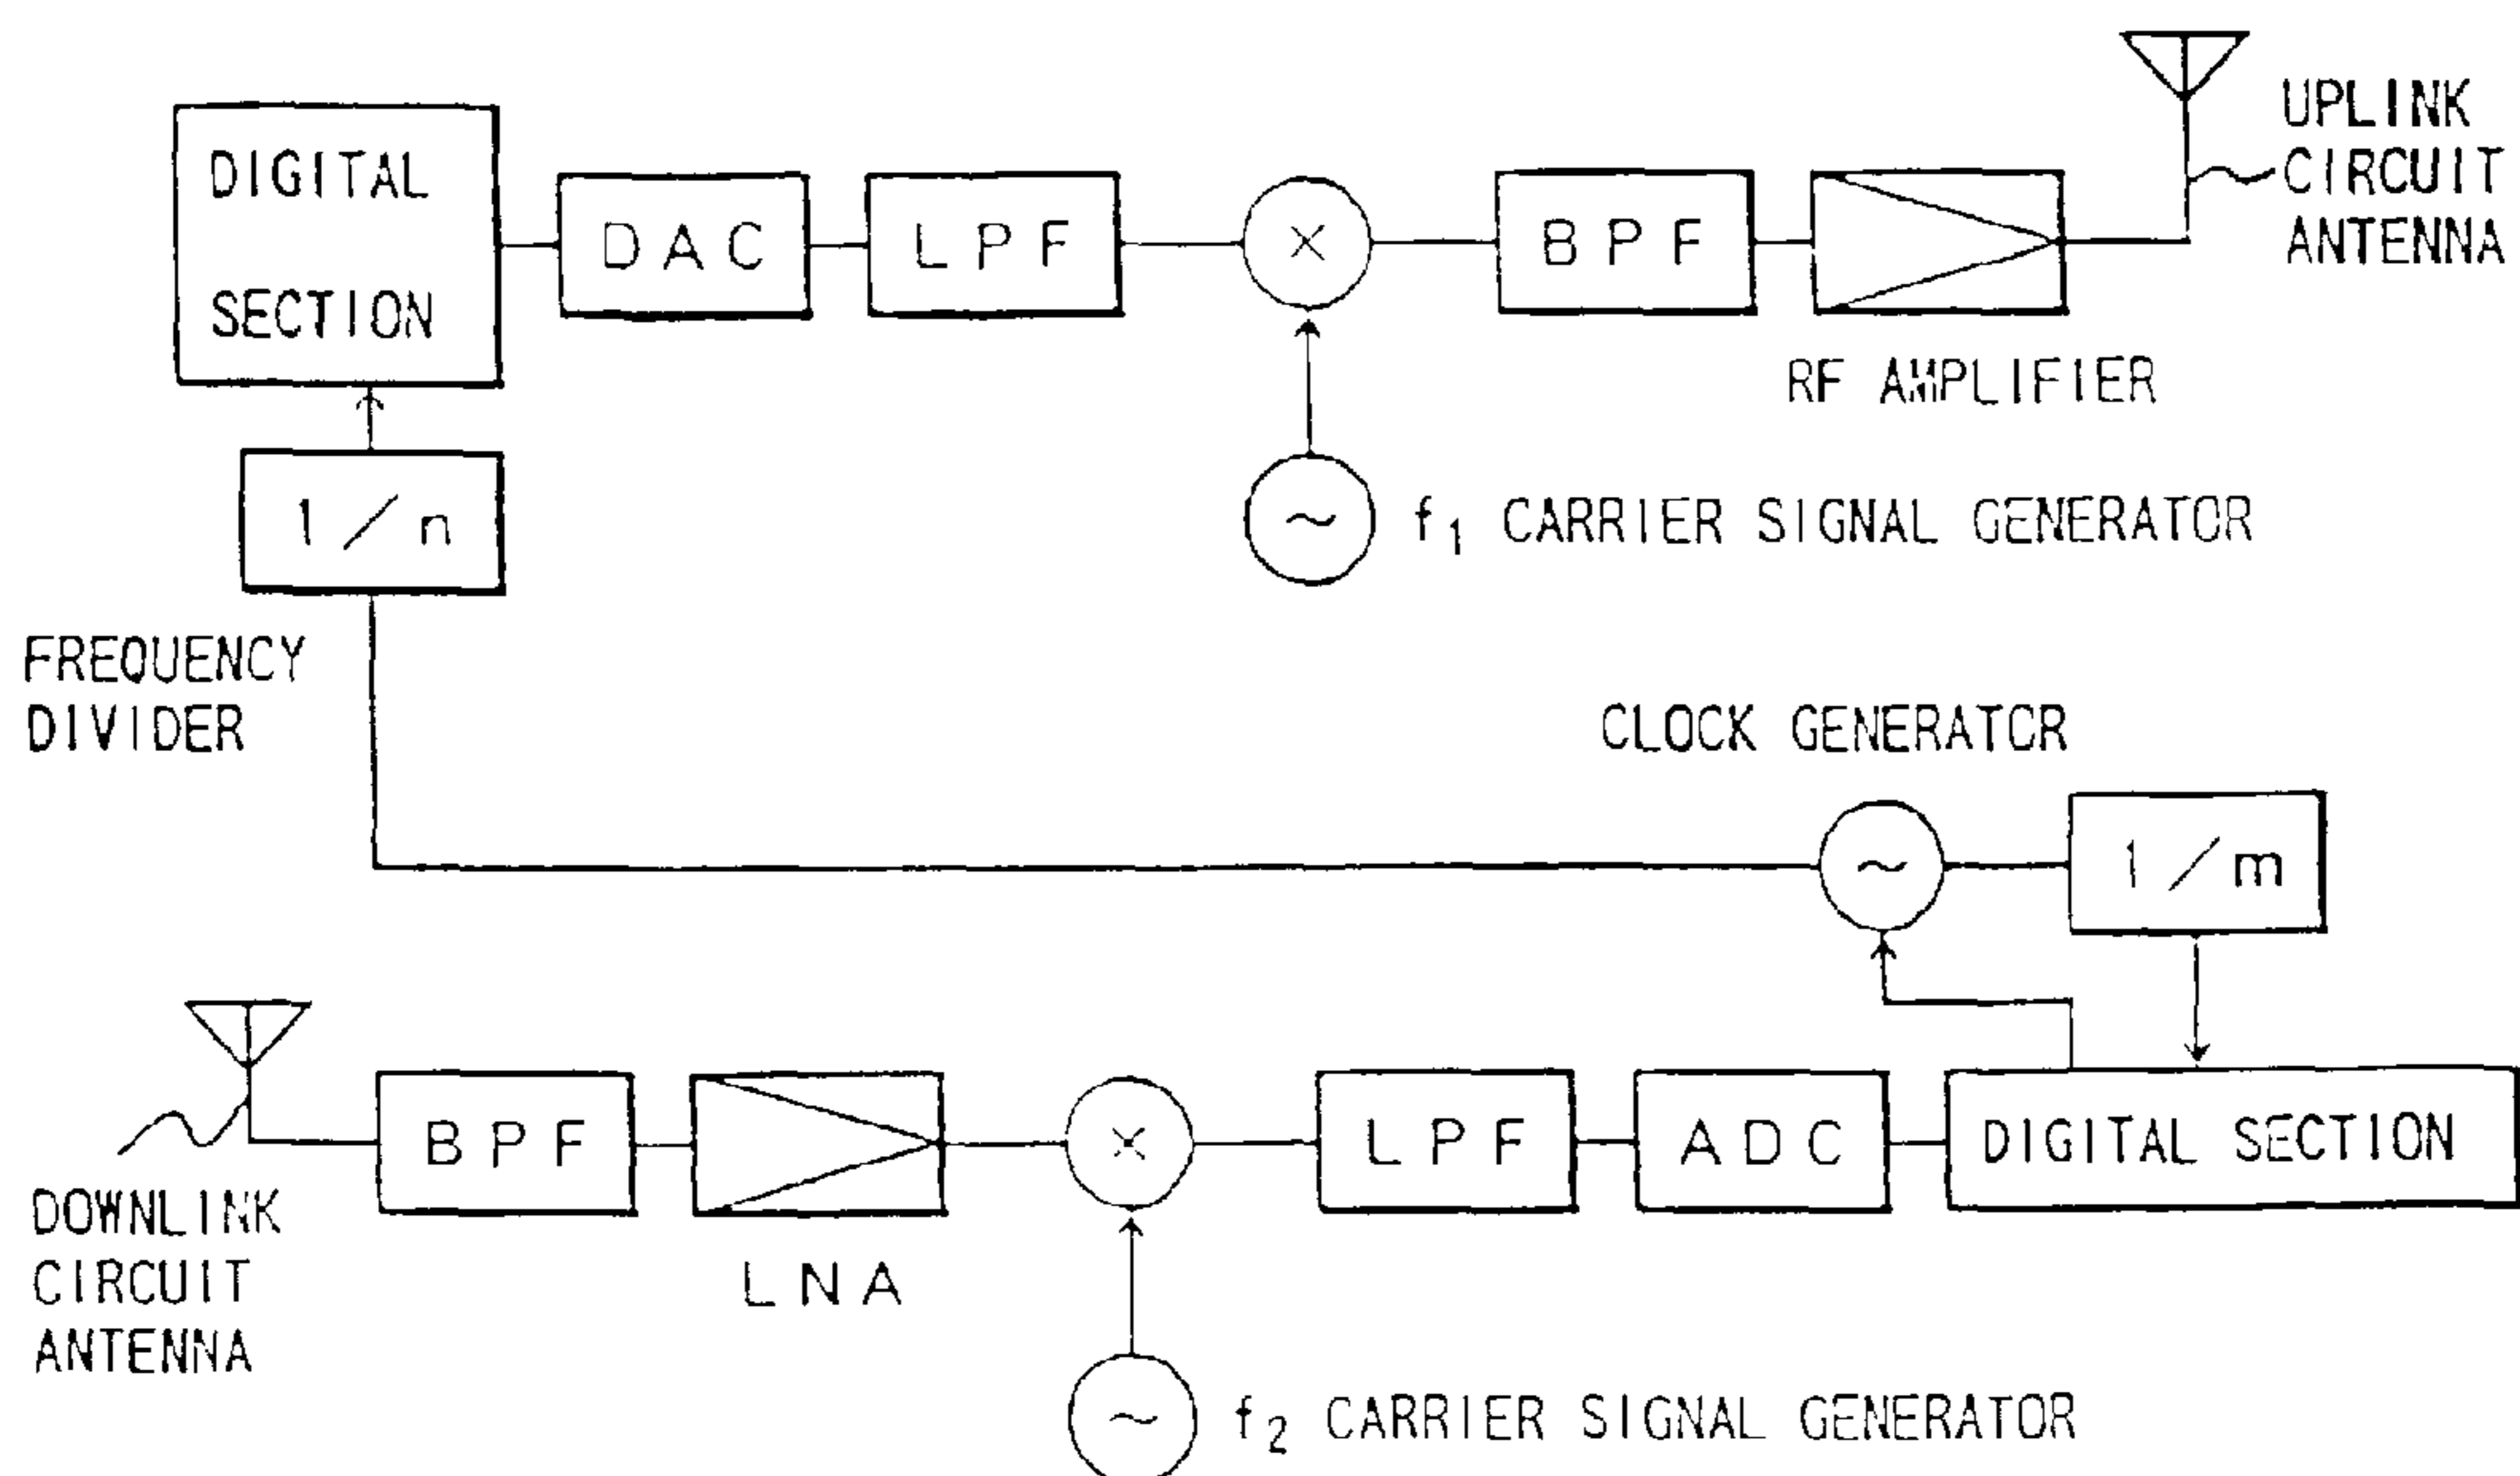 DIGITAL
SECTION
DAC
LPF
×
BPF
UPLINK
CIRCUIT
ANTENNA
RF AMPLIFIER
1/n
~
f₁ CARRIER SIGNAL GENERATOR
FREQUENCY
DIVIDER
CLOCK GENERATOR
~
1/m
DOWNLINK
CIRCUIT
ANTENNA
BPF
LNA
×
LPF
ADC
DIGITAL SECTION
~
f₂ CARRIER SIGNAL GENERATOR